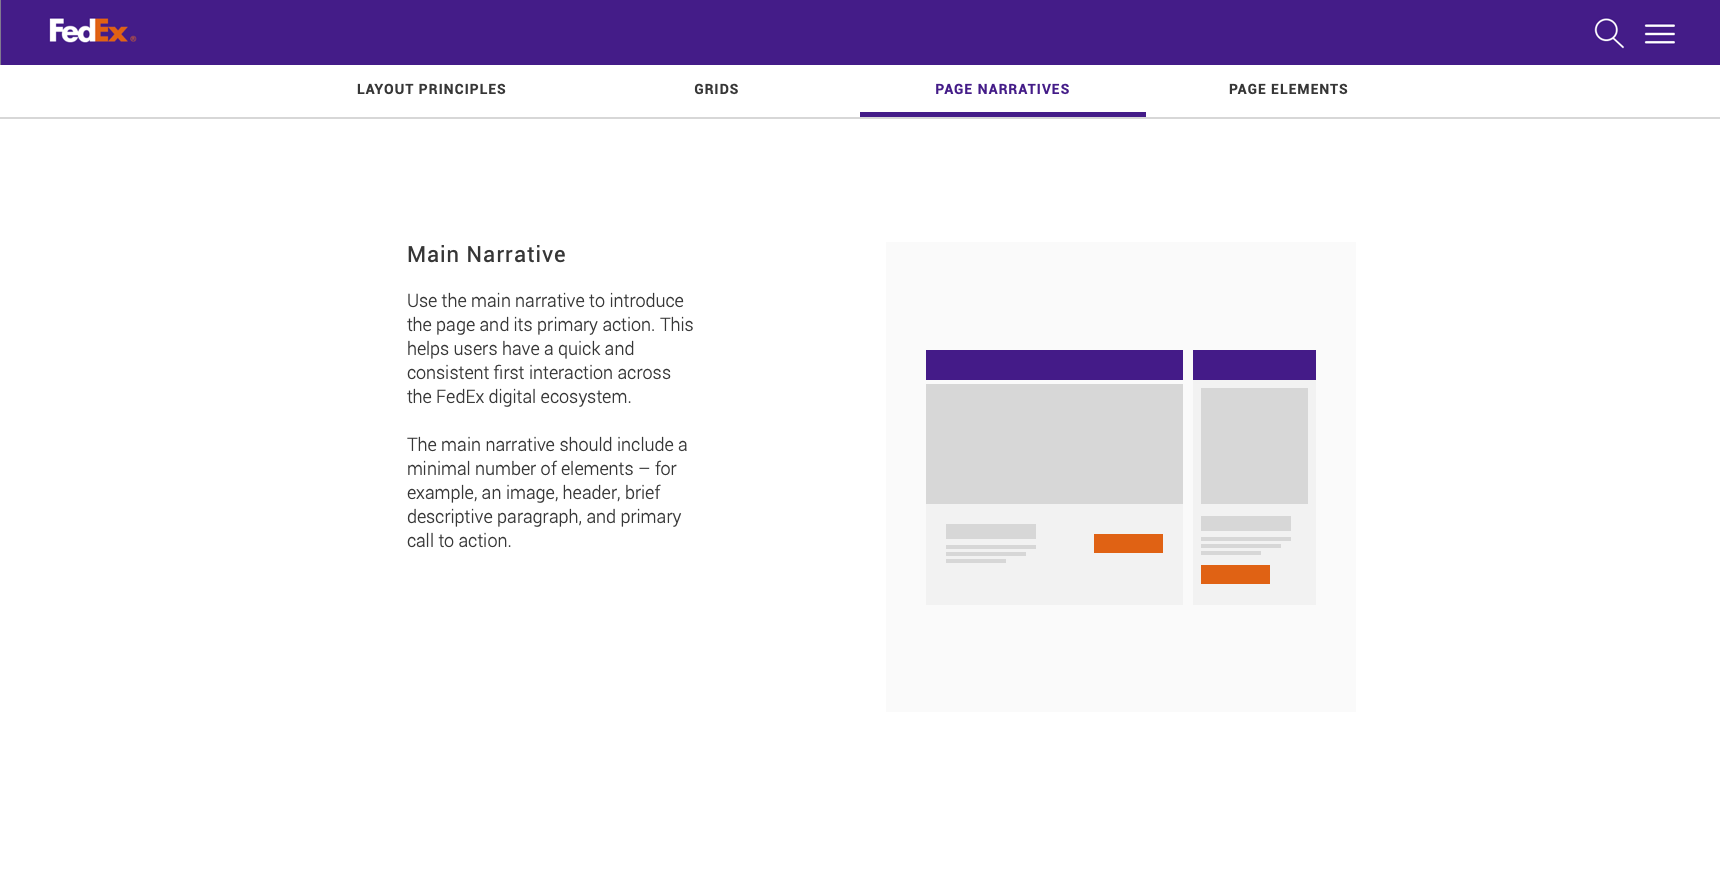 FedEx®
LAYOUT PRINCIPLES
GRIDS
PAGE NARRATIVES
PAGE ELEMENTS
Main Narrative
Use the main narrative to introduce
the page and its primary action. This
helps users have a quick and
consistent first interaction across
the FedEx digital ecosystem.
The main narrative should include a
minimal number of elements – for
example, an image, header, brief
descriptive paragraph, and primary
call to action.